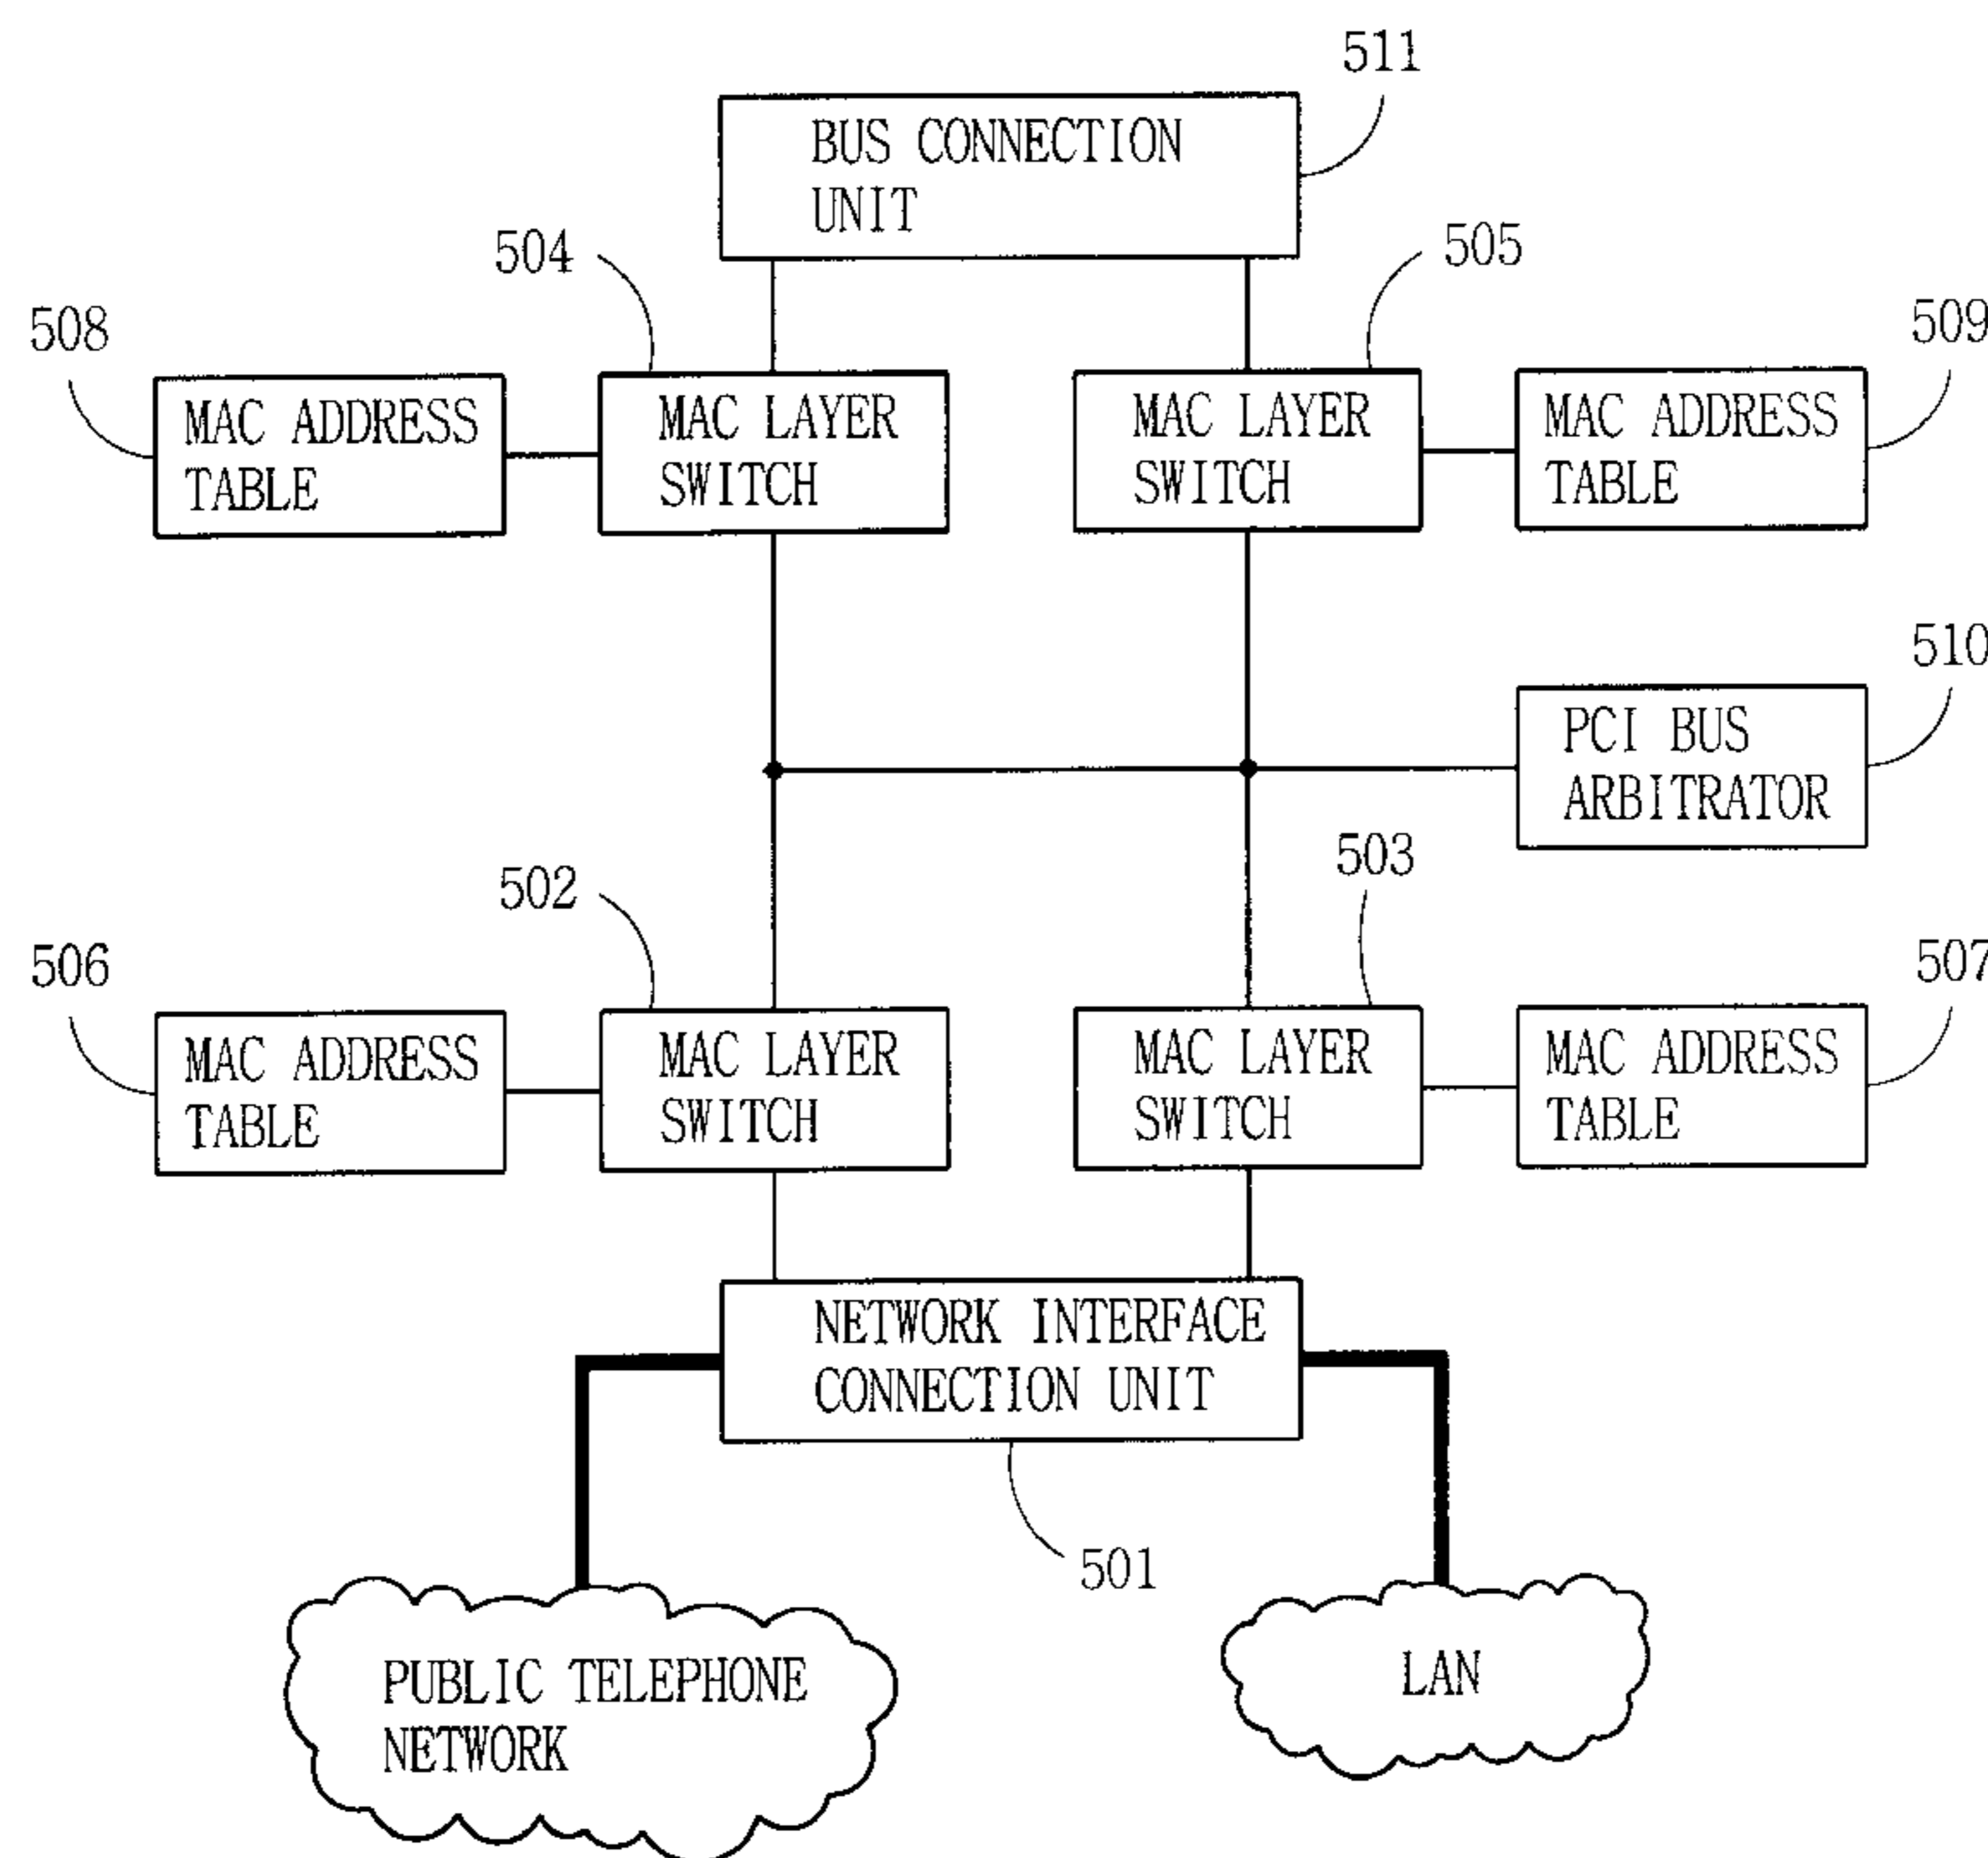 511
BUS CONNECTION
UNIT
504
505
508
509
MAC ADDRESS
TABLE
MAC LAYER
SWITCH
MAC LAYER
SWITCH
MAC ADDRESS
TABLE
510
PCI BUS
ARBITRATOR
502
503
506
507
MAC ADDRESS
TABLE
MAC LAYER
SWITCH
MAC LAYER
SWITCH
MAC ADDRESS
TABLE
NETWORK INTERFACE
CONNECTION UNIT
501
PUBLIC TELEPHONE
NETWORK
LAN